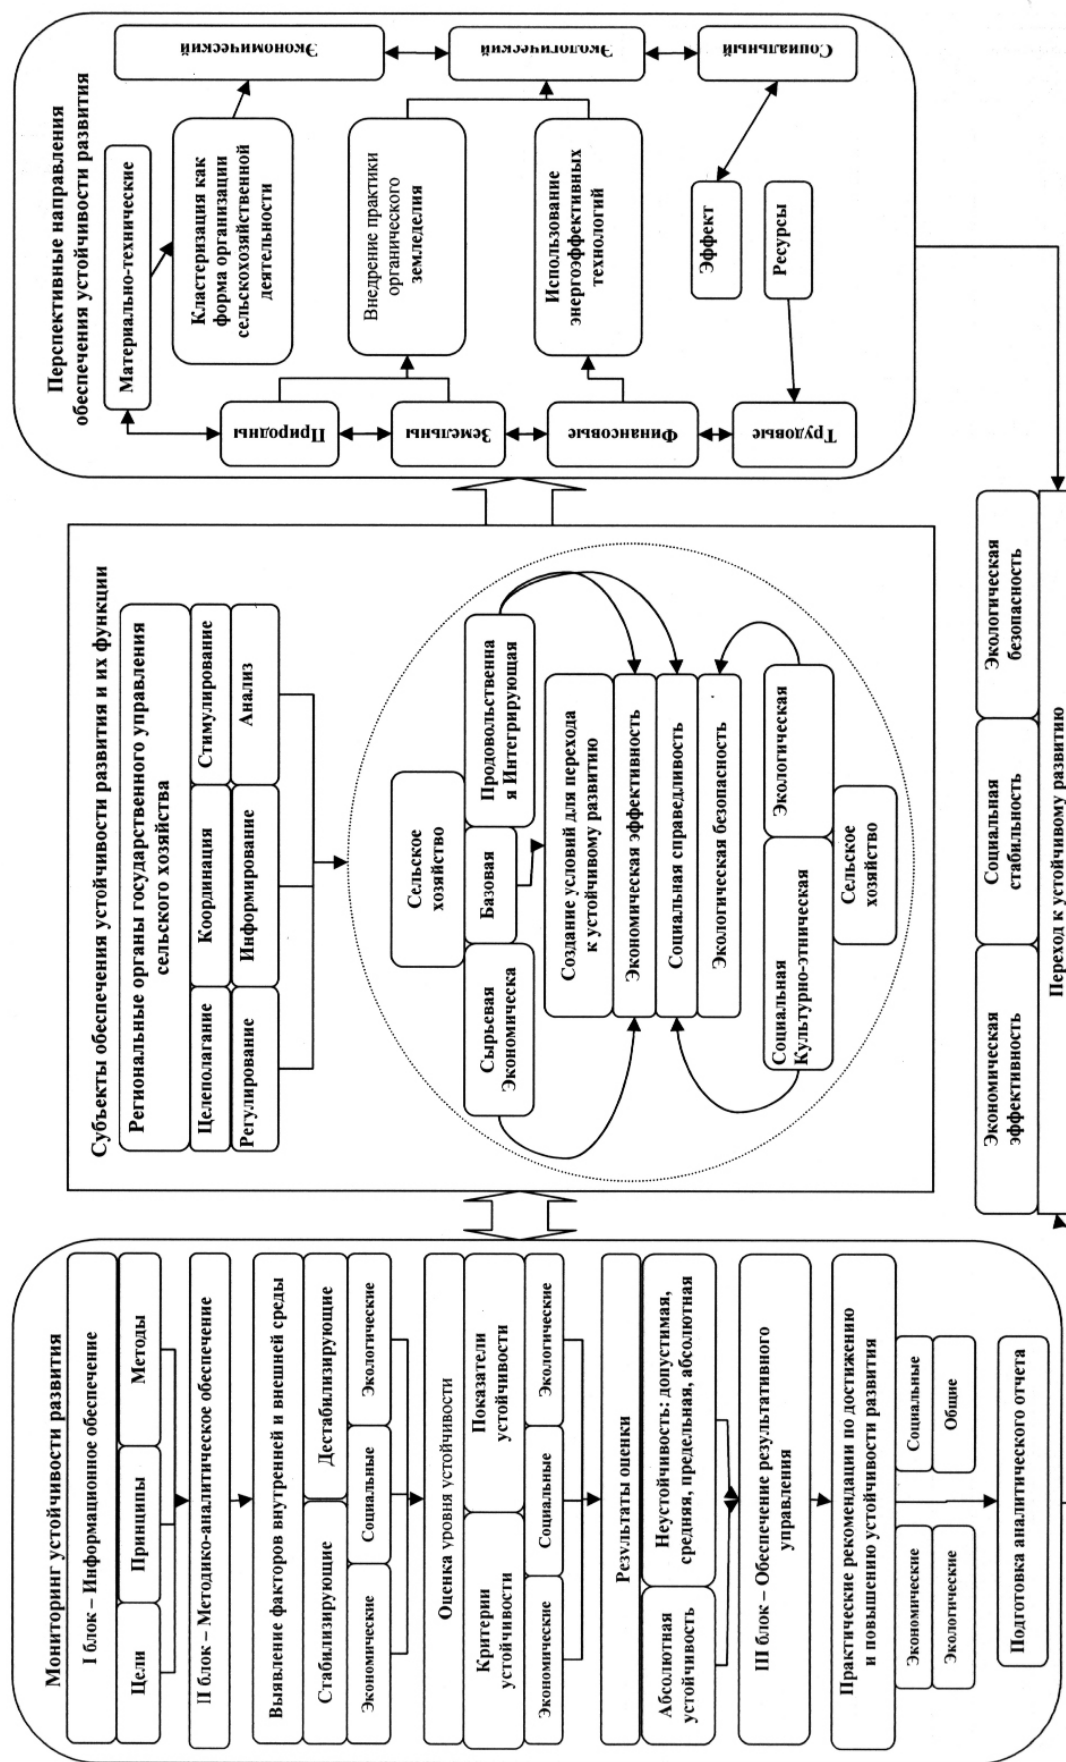 Мониторинг устойчивости развития
I блок – Информационное обеспечение
Цели
Принципы
Методы
II блок – Методико-аналитическое обеспечение
Выявление факторов внутренней и внешней среды
Стабилизирующие
Дестабилизирующие
Экономические
Социальные
Экологические
Оценка уровня устойчивости
Критерии
устойчивости
Показатели
устойчивости
Экономические
Социальные
Экологические
Результаты оценки
Абсолютная
устойчивость
Неустойчивость: допустимая,
средняя, предельная, абсолютная
III блок – Обеспечение результативного
управления
Практические рекомендации по достижению
и повышению устойчивости развития
Экономические
Социальные
Экологические
Общие
Подготовка аналитического отчета
Субъекты обеспечения устойчивости развития и их функции
Региональные органы государственного управления
сельского хозяйства
Целеполагание
Координация
Стимулирование
Регулирование
Информирование
Анализ
Сельское
хозяйство
Сырьевая
Экономическа
Базовая
Продовольственна
я Интегрирующая
Создание условий для перехода
к устойчивому развитию
Экономическая эффективность
Социальная справедливость
Экологическая безопасность
Социальная
Культурно-этническая
Экологическая
Сельское
хозяйство
Перспективные направления
обеспечения устойчивости развития
Материально-технические
Природны
Земельны
Финансовые
Трудовые
Кластеризация как
форма организации
сельскохозяйственной
деятельности
Внедрение практики
органического
земледелия
Использование
энергоэффективных
технологий
Эффект
Ресурсы
Экономический
Экологический
Социальный
Экономическая
эффективность
Социальная
стабильность
Экологическая
безопасность
Переход к устойчивому развитию